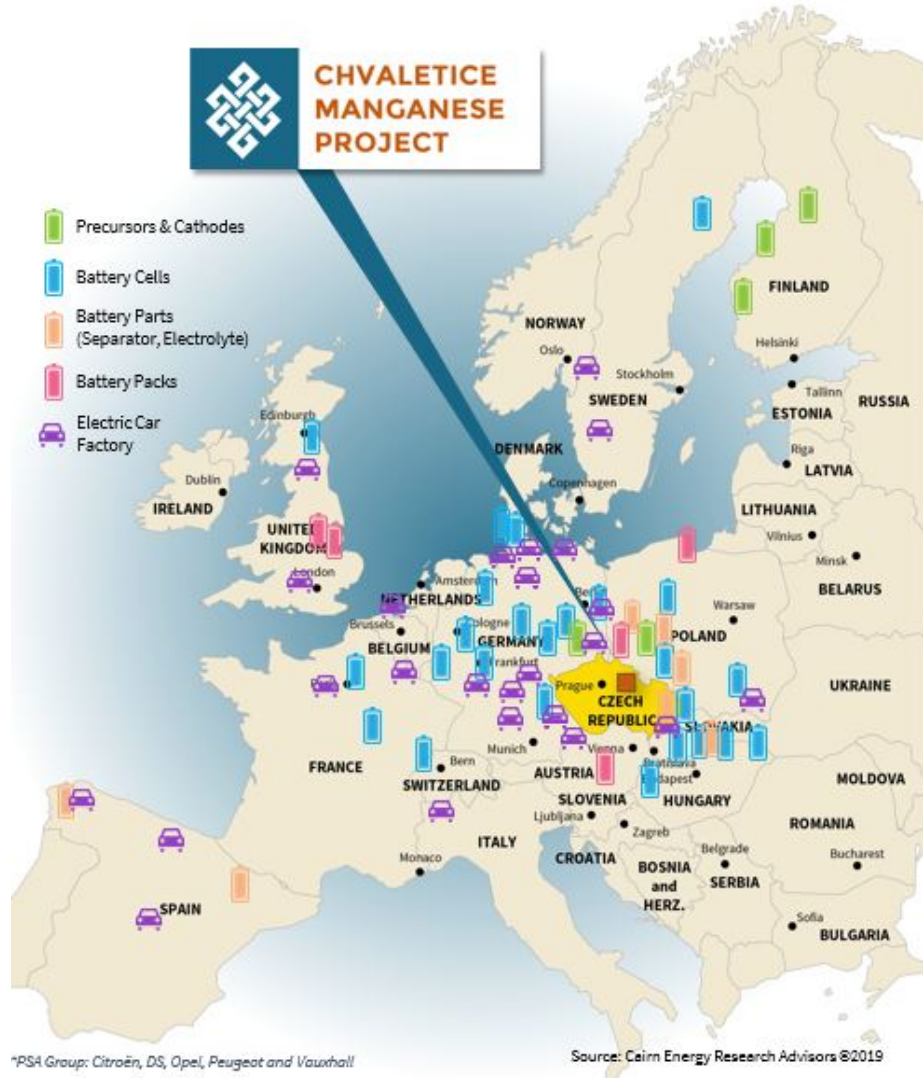 CHVALETICE
MANGANESE
PROJECT
Precursors & Cathodes
Battery Cells
Battery Parts
(Separator, Electrolyte)
Battery Packs
Electric Car
Factory
FINLAND
NORWAY
Oslo
Helsinki
Stockholm
SWEDEN
Tallinn
ESTONIA
RUSSIA
Edinburgh
DENMARK
Riga
LATVIA
Dublin
Copenhagen
IRELAND
LITHUANIA
UNITED
KINGDOM
Vilnius
Minsk
London
Amsterdam
BELARUS
NETHERLANDS
Warsaw
Brussels
Cologne
GERMANY
POLAND
BELGIUM
Frankfurt
Prague
UKRAINE
CZECH
REPUBLIC
SLOVAKIA
Munich
Vienna
Bratislava
FRANCE
Bern
AUSTRIA
Budapest
MOLDOVA
SWITZERLAND
SLOVENIA
HUNGARY
Ljubljana
ROMANIA
Zagreb
ITALY
CROATIA
Belgrade
Bucharest
Monaco
BOSNIA
and
HERZ.
SERBIA
SPAIN
Sofia
BULGARIA
*PSA Group: Citroën, DS, Opel, Peugeot and Vauxhall
Source: Cairn Energy Research Advisors ©2019